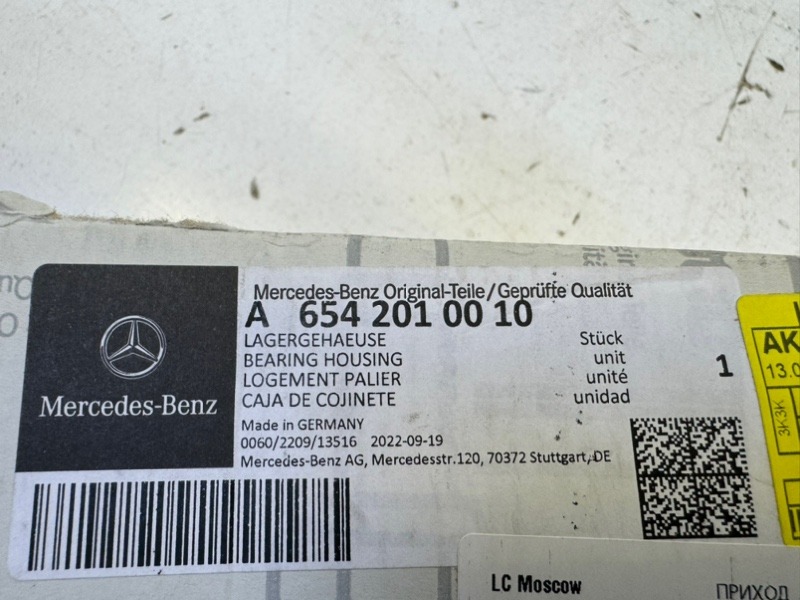 Mercedes-Benz Original-Teile/Geprüfte Qualität
A 654 201 00 10
LAGERGEHAEUSE Stück
BEARING HOUSING unit
LOGEMENT PALIER unité
CAJA DE COJINETE unidad
1
Made in GERMANY
0060/2209/13516 2022-09-19
Mercedes-Benz AG, Mercedesstr.120, 70372 Stuttgart, DE
Mercedes-Benz
AK
13.0
ЗКЗК
LC Moscow ПРИХОД